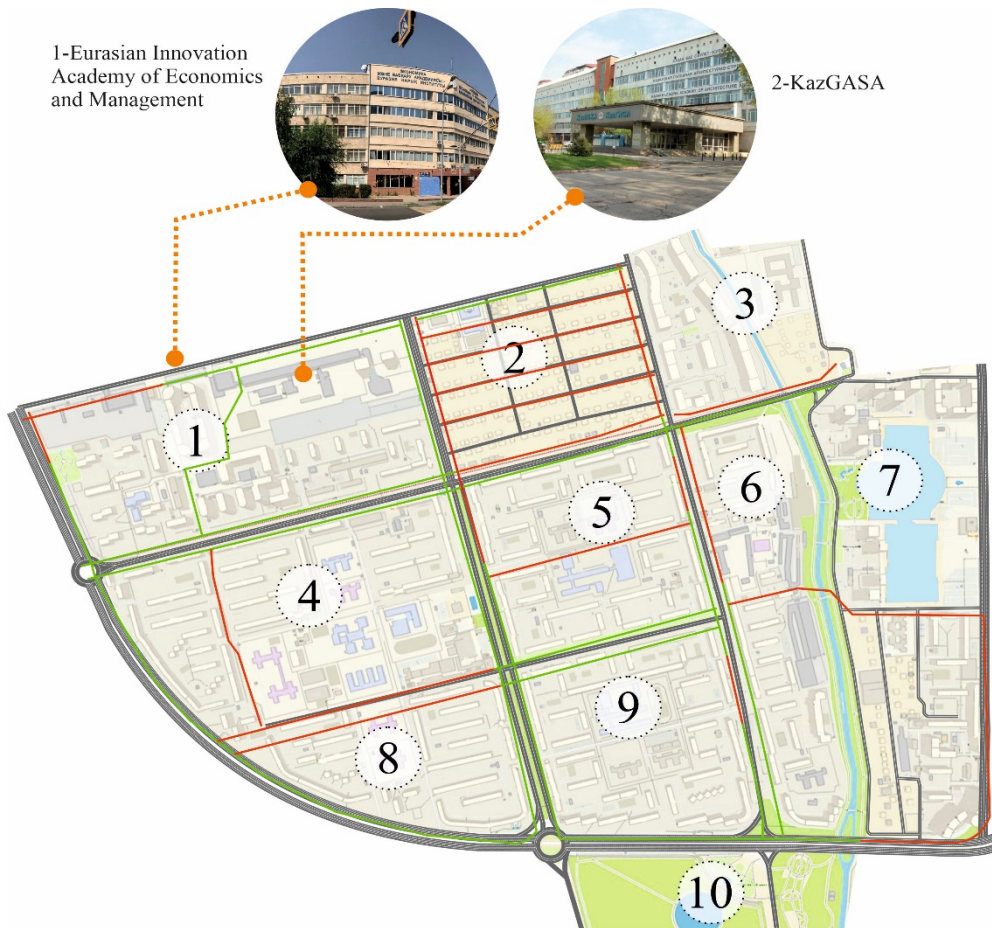 1-Eurasian Innovation
Academy of Economics
and Management
2-KazGASA
1
2
3
4
5
6
7
8
9
10